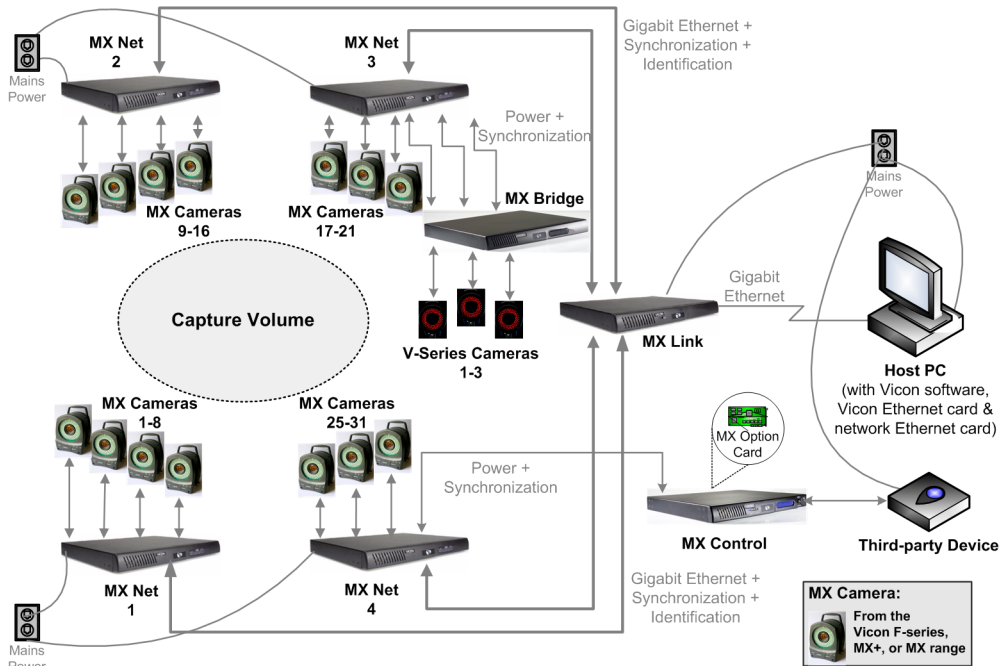 MX Net
2
MX Net
3
Gigabit Ethernet +
Synchronization +
Identification
Mains
Power
Power +
Synchronization
Mains
Power
MX Cameras
9-16
MX Cameras
17-21
MX Bridge
Gigabit
Ethernet
Capture Volume
MX Link
V-Series Cameras
1-3
Host PC
(with Vicon software,
Vicon Ethernet card &
network Ethernet card)
MX Cameras
1-8
MX Cameras
25-31
MX Option
Card
Power +
Synchronization
MX Control
Third-party Device
MX Net
1
MX Net
4
Gigabit Ethernet +
Synchronization +
Identification
MX Camera:
From the
Vicon F-series,
MX+, or MX range
Mains
Power